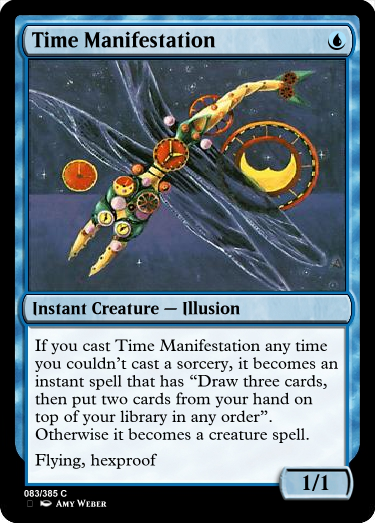 Time Manifestation
Instant Creature — Illusion
If you cast Time Manifestation any time
you couldn't cast a sorcery, it becomes an
instant spell that has “Draw three cards,
then put two cards from your hand on
top of your library in any order”.
Otherwise it becomes a creature spell.
Flying, hexproof
1/1
083/385 C
Amy Weber